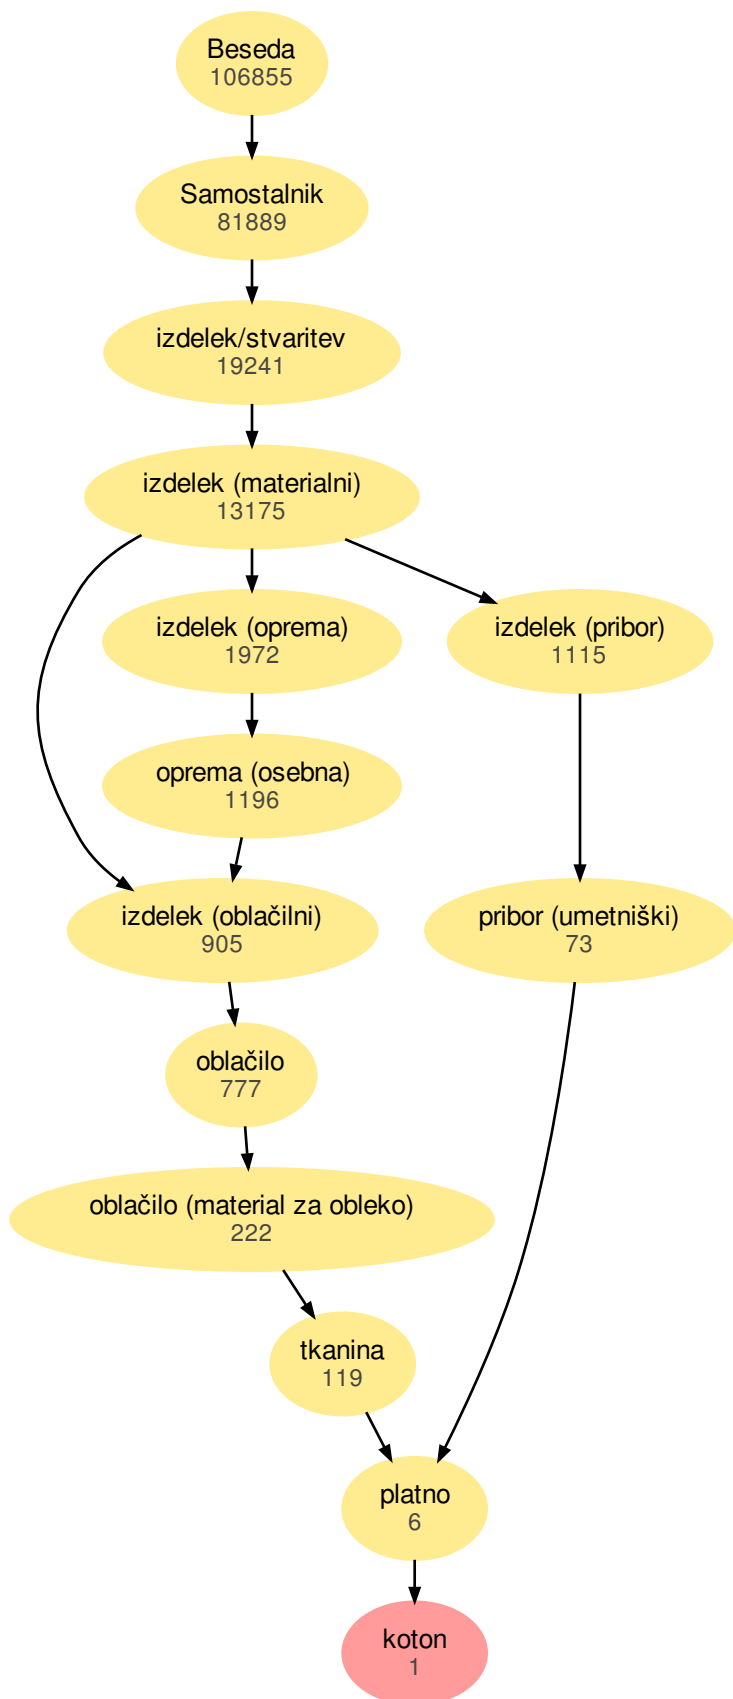 Beseda
106855
Samostalnik
81889
izdelek/stvaritev
19241
izdelek (materialni)
13175
izdelek (oprema)
1972
izdelek (pribor)
1115
oprema (osebna)
1196
izdelek (oblačilni)
905
pribor (umetniški)
73
oblačilo
777
oblačilo (material za obleko)
222
tkanina
119
platno
6
koton
1